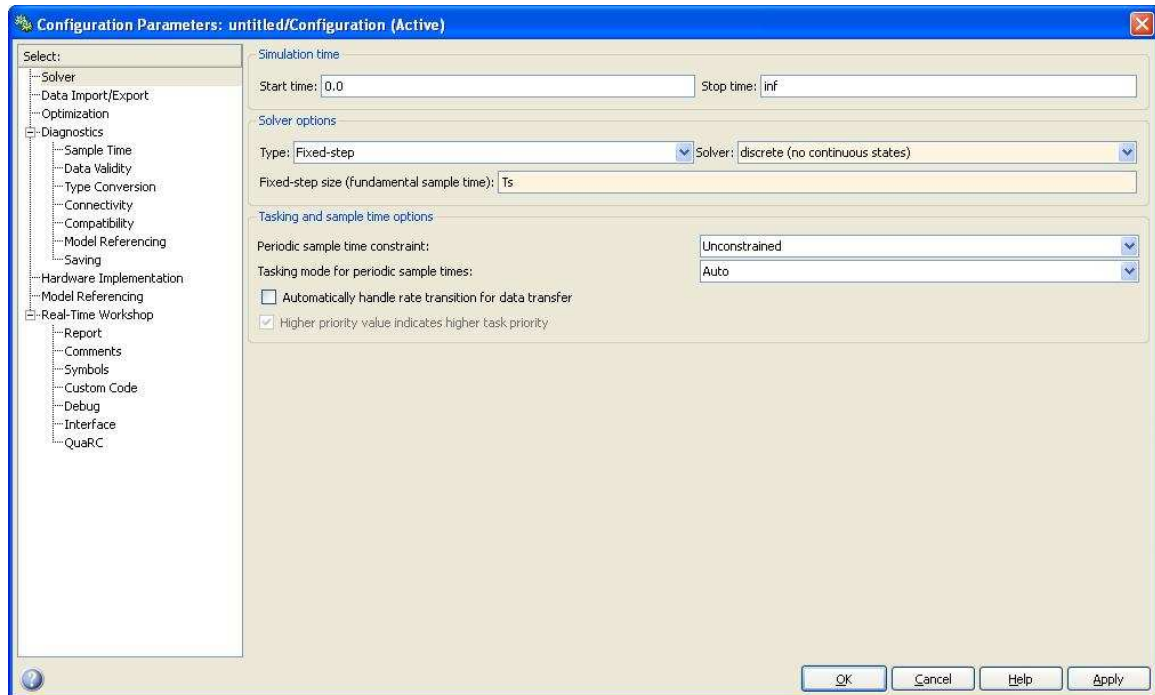 Configuration Parameters: untitled/Configuration (Active)
Select:
Solver
Data Import/Export
Optimization
Diagnostics
Sample Time
Data Validity
Type Conversion
Connectivity
Compatibility
Model Referencing
Saving
Hardware Implementation
Model Referencing
Real-Time Workshop
Report
Comments
Symbols
Custom Code
Debug
Interface
QuaRC
Simulation time
Start time: 0.0 Stop time: inf
Solver options
Type: Fixed-step Solver: discrete (no continuous states)
Fixed-step size (fundamental sample time): Ts
Tasking and sample time options
Periodic sample time constraint: Unconstrained
Tasking mode for periodic sample times: Auto
Automatically handle rate transition for data transfer
Higher priority value indicates higher task priority
OK Cancel Help Apply